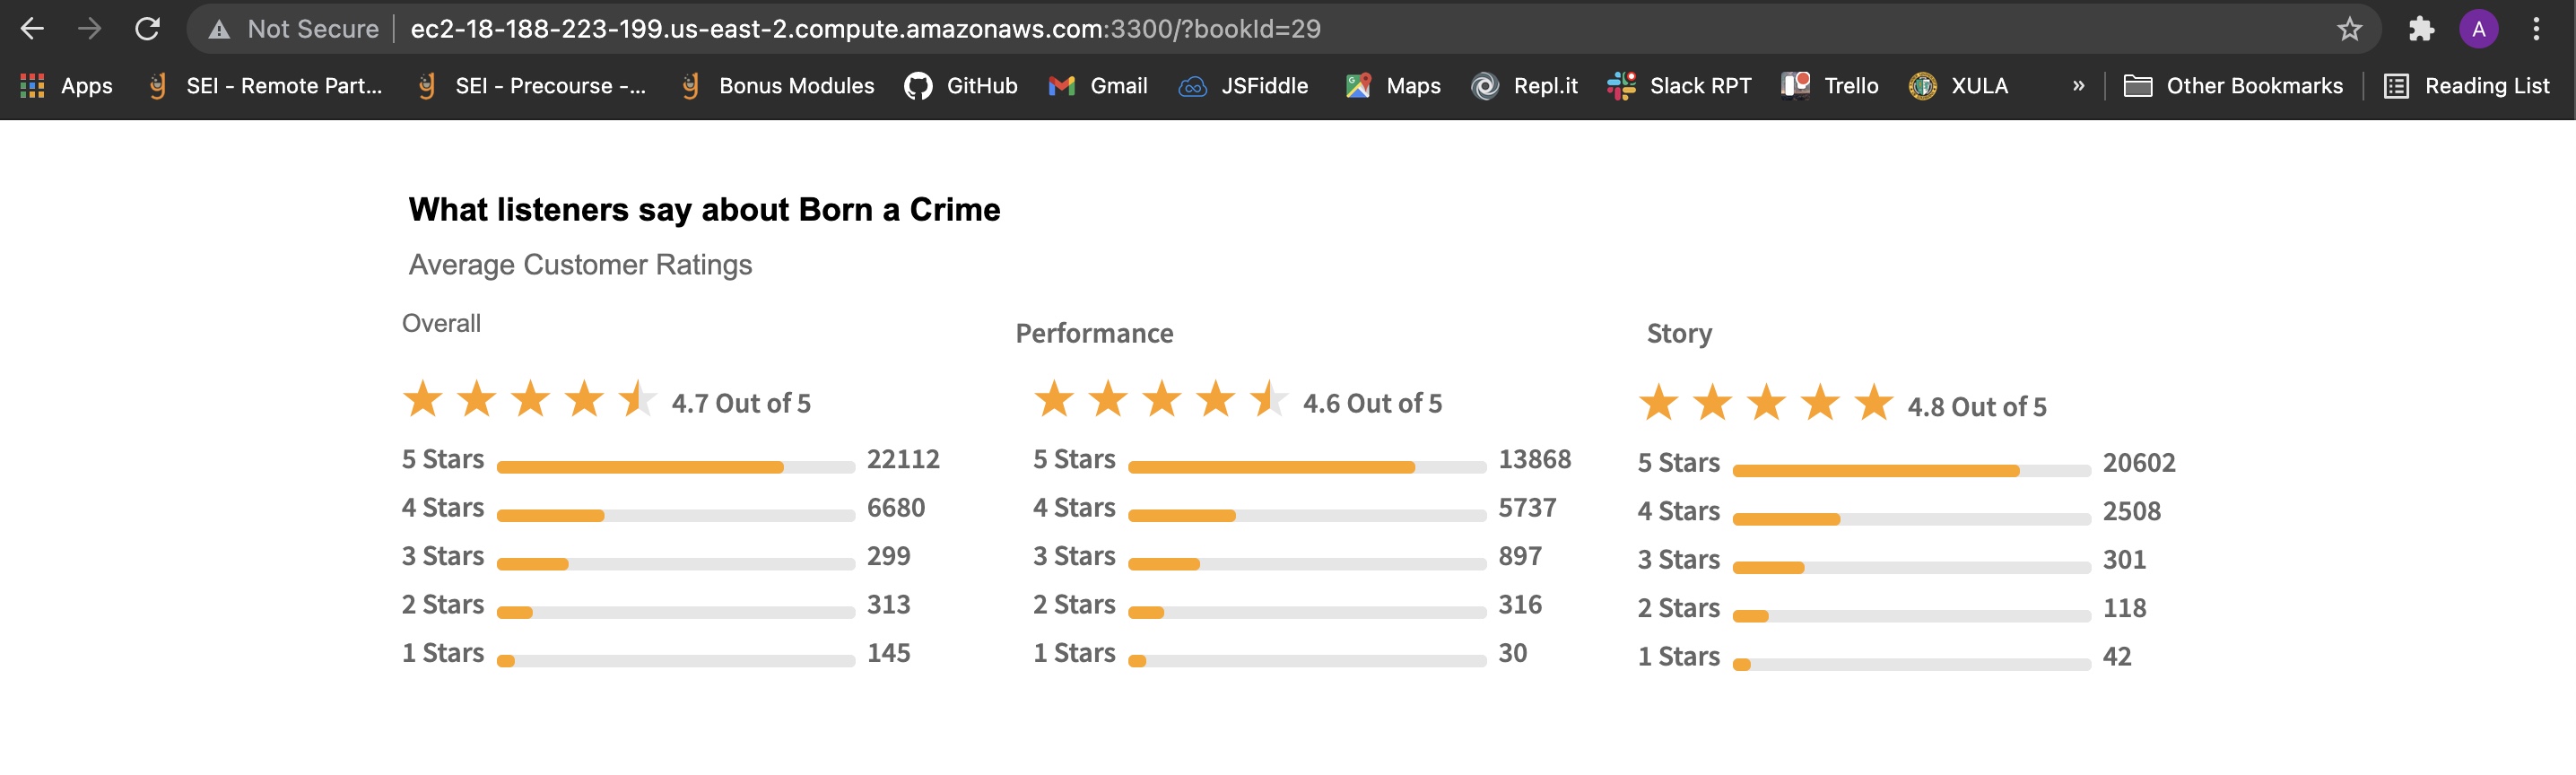 Not Secure ec2-18-188-223-199.us-east-2.compute.amazonaws.com:3300/?bookId=29 A
Apps SEI - Remote Part... SEI - Precourse -... Bonus Modules GitHub Gmail JSFiddle Maps Repl.it Slack RPT Trello XULA » Other Bookmarks Reading List
What listeners say about Born a Crime
Average Customer Ratings
Overall
4.7 Out of 5
5 Stars 22112
4 Stars 6680
3 Stars 299
2 Stars 313
1 Stars 145
Performance
4.6 Out of 5
5 Stars 13868
4 Stars 5737
3 Stars 897
2 Stars 316
1 Stars 30
Story
4.8 Out of 5
5 Stars 20602
4 Stars 2508
3 Stars 301
2 Stars 118
1 Stars 42